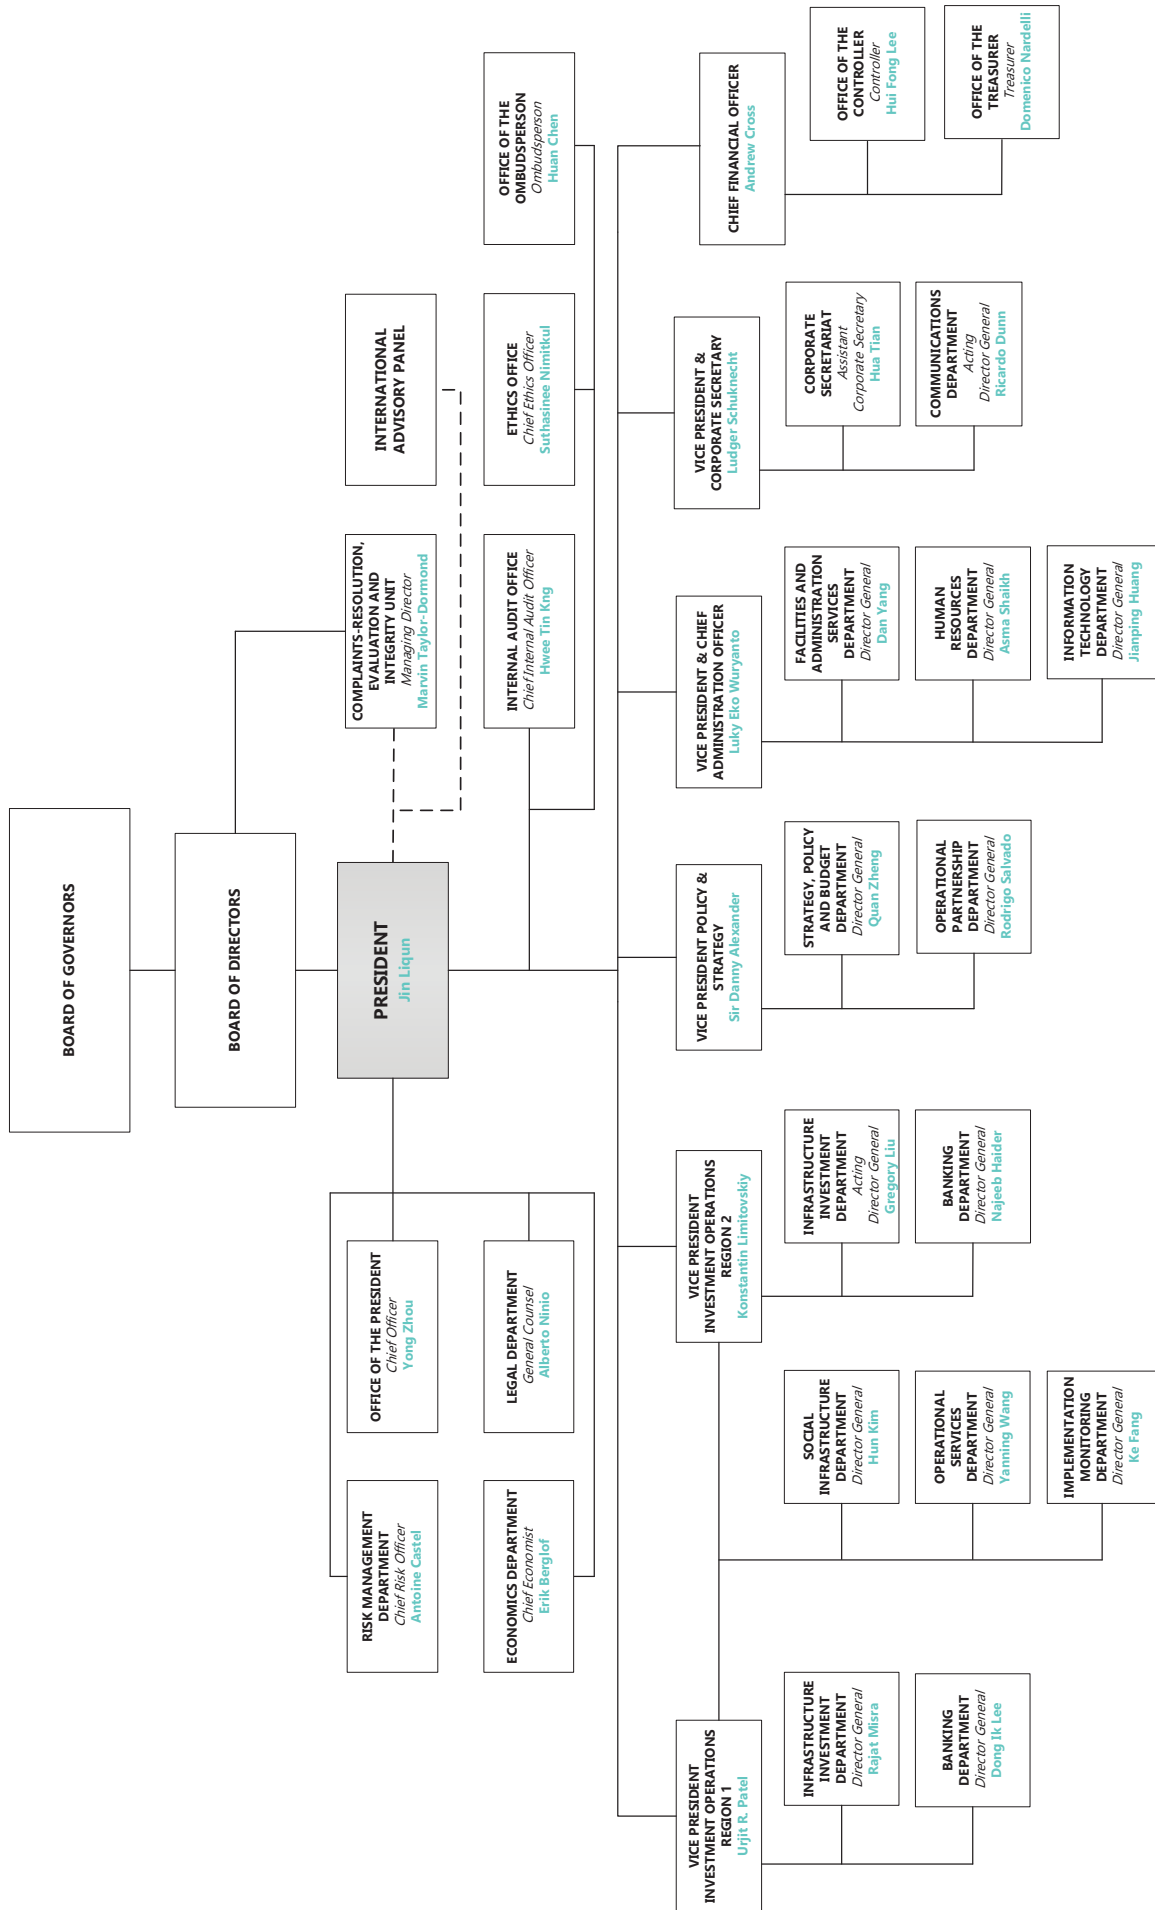 BOARD OF GOVERNORS
BOARD OF DIRECTORS
PRESIDENT
Jin Liqun
RISK MANAGEMENT
DEPARTMENT
Chief Risk Officer
Antoine Castel
OFFICE OF THE PRESIDENT
Chief Officer
Yong Zhou
COMPLAINTS-RESOLUTION,
EVALUATION AND
INTEGRITY UNIT
Managing Director
Marvin Taylor-Dormond
INTERNATIONAL
ADVISORY PANEL
ECONOMICS DEPARTMENT
Chief Economist
Erik Berglof
LEGAL DEPARTMENT
General Counsel
Alberto Ninio
INTERNAL AUDIT OFFICE
Chief Internal Audit Officer
Hwee Tin Kng
ETHICS OFFICE
Chief Ethics Officer
Suthasinee Nimitkul
OFFICE OF THE
OMBUDSPERSON
Ombudsperson
Huan Chen
VICE PRESIDENT
INVESTMENT OPERATIONS
REGION 1
Urjit R. Patel
VICE PRESIDENT
INVESTMENT OPERATIONS
REGION 2
Konstantin Limitovskiy
VICE PRESIDENT POLICY &
STRATEGY
Sir Danny Alexander
VICE PRESIDENT & CHIEF
ADMINISTRATION OFFICER
Luky Eko Wuryanto
VICE PRESIDENT &
CORPORATE SECRETARY
Ludger Schuknecht
CHIEF FINANCIAL OFFICER
Andrew Cross
INFRASTRUCTURE
INVESTMENT
DEPARTMENT
Director General
Rajat Misra
SOCIAL
INFRASTRUCTURE
DEPARTMENT
Director General
Hun Kim
INFRASTRUCTURE
INVESTMENT
DEPARTMENT
Acting
Director General
Gregory Liu
STRATEGY, POLICY
AND BUDGET
DEPARTMENT
Director General
Quan Zheng
FACILITIES AND
ADMINISTRATION
SERVICES
DEPARTMENT
Director General
Dan Yang
CORPORATE
SECRETARIAT
Assistant
Corporate Secretary
Hua Tian
OFFICE OF THE
CONTROLLER
Controller
Hui Fong Lee
BANKING
DEPARTMENT
Director General
Dong Ik Lee
OPERATIONAL
SERVICES
DEPARTMENT
Director General
Yanning Wang
BANKING
DEPARTMENT
Director General
Najeeb Haider
OPERATIONAL
PARTNERSHIP
DEPARTMENT
Director General
Rodrigo Salvado
HUMAN
RESOURCES
DEPARTMENT
Director General
Asma Shaikh
COMMUNICATIONS
DEPARTMENT
Acting
Director General
Ricardo Dunn
OFFICE OF THE
TREASURER
Treasurer
Domenico Nardelli
IMPLEMENTATION
MONITORING
DEPARTMENT
Director General
Ke Fang
INFORMATION
TECHNOLOGY
DEPARTMENT
Director General
Jianping Huang